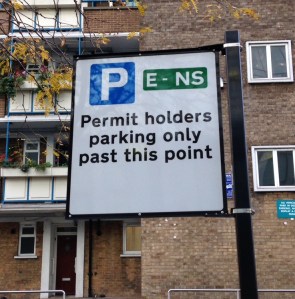 P E - NS
Permit holders
parking only
past this point